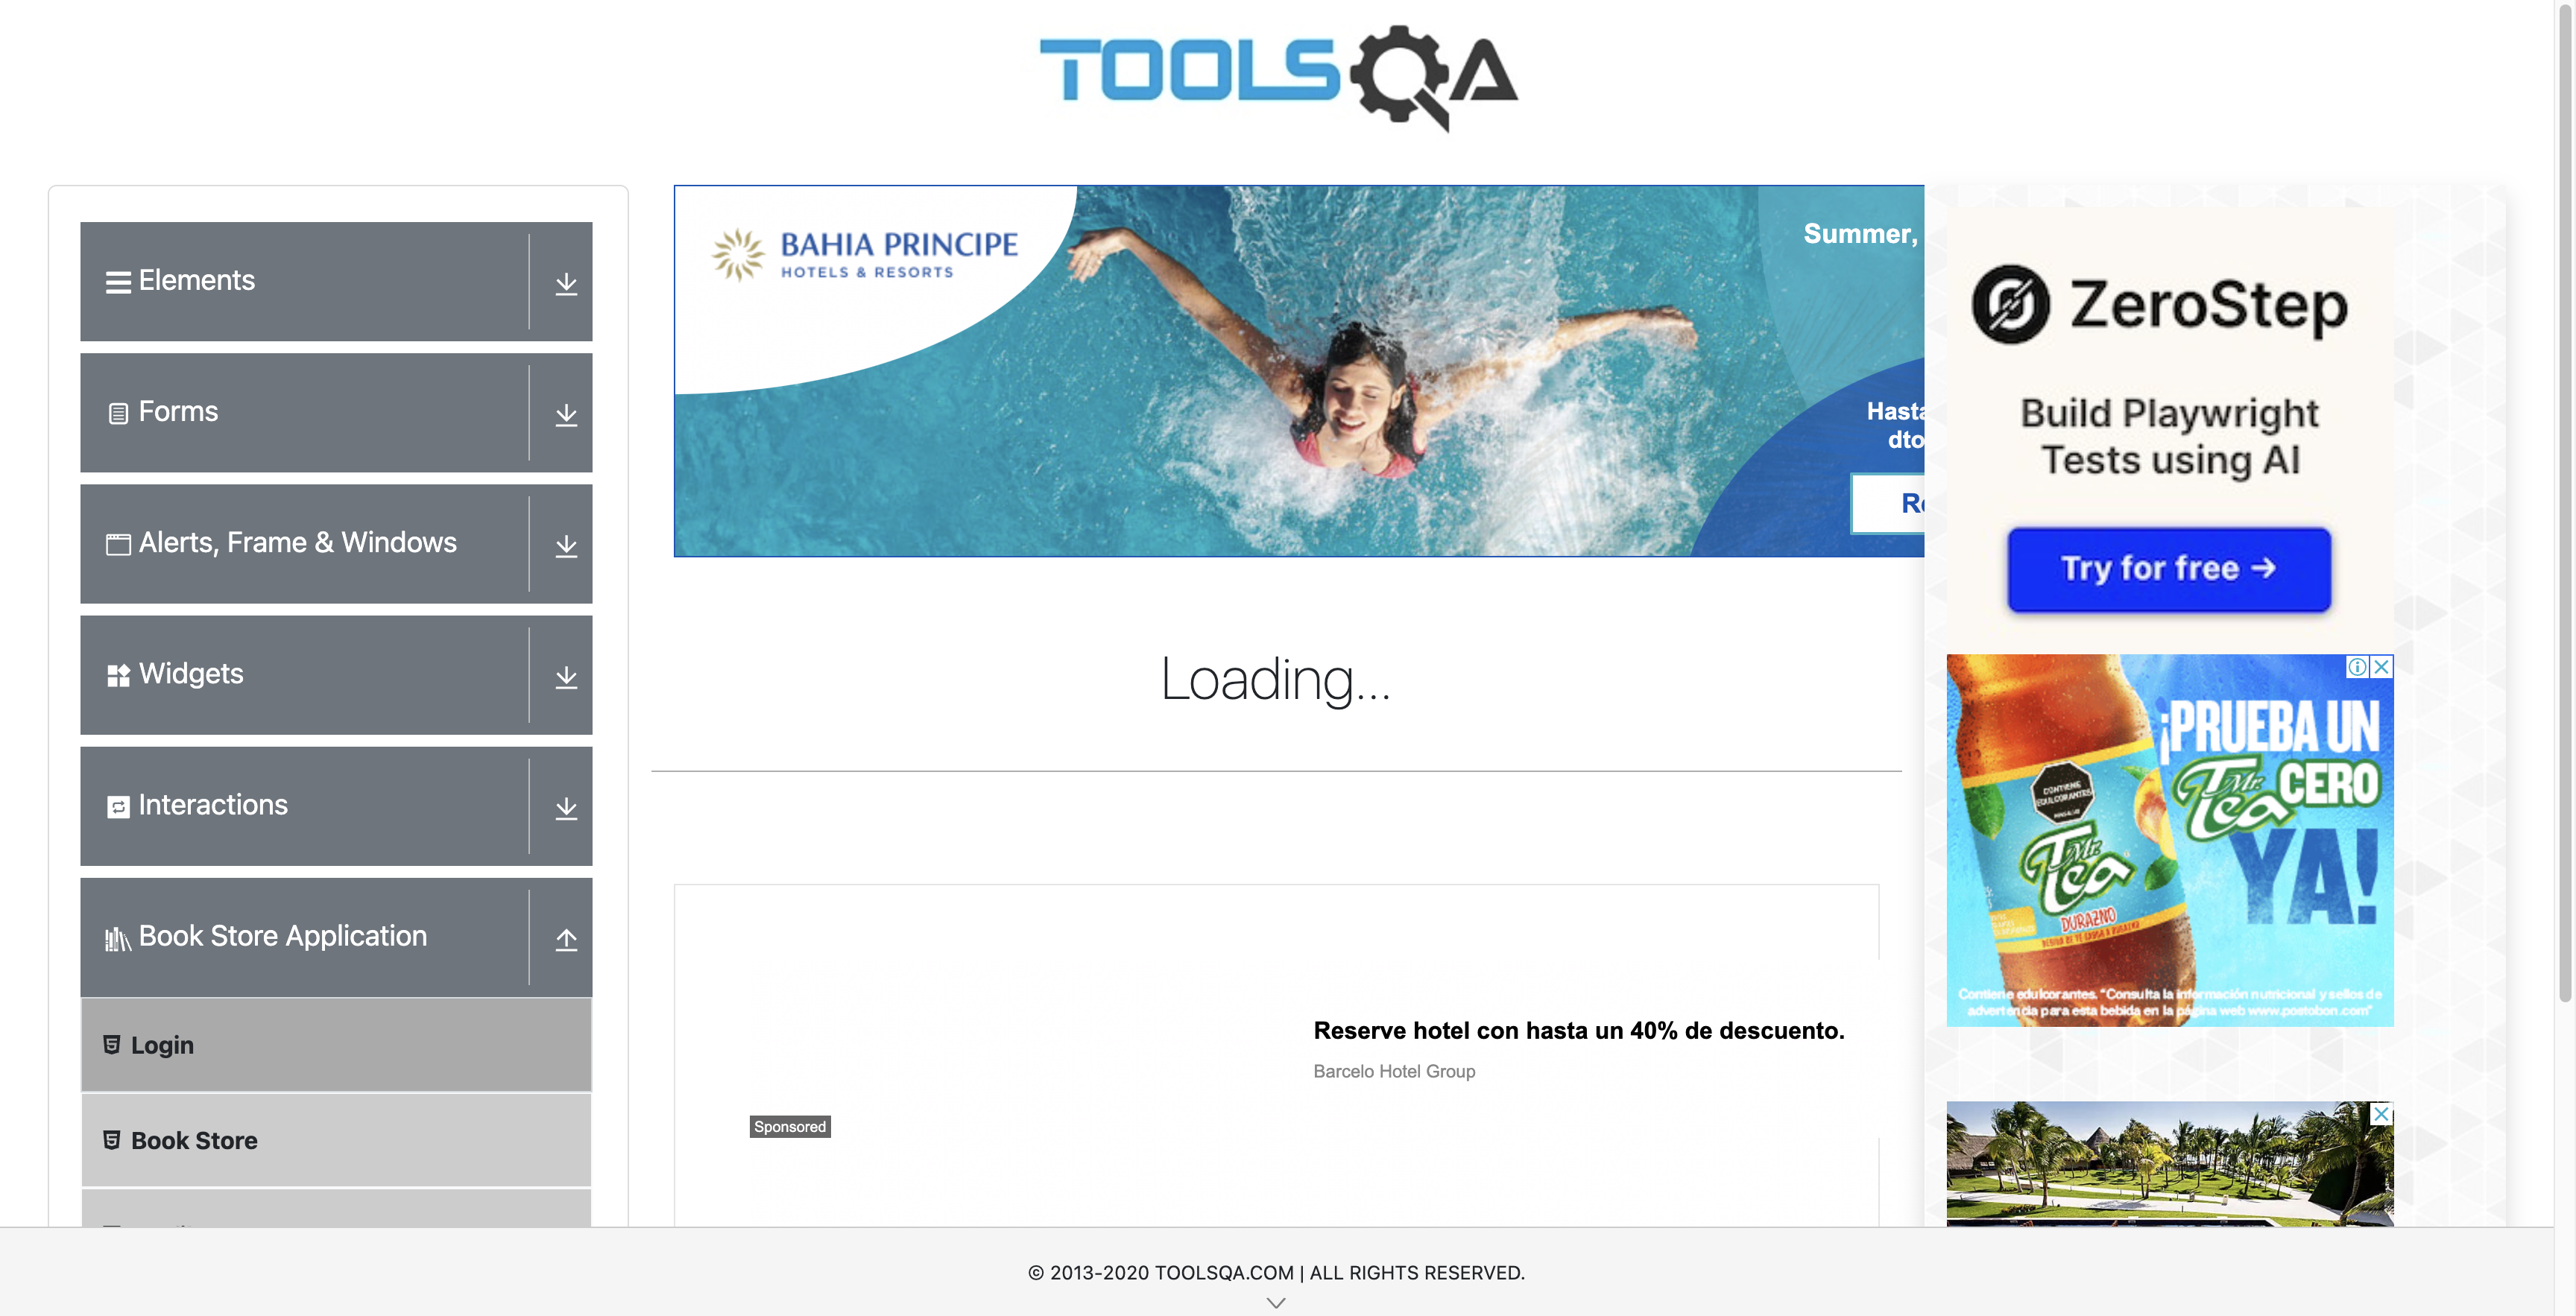 TOOLSQA
Elements
Forms
Alerts, Frame & Windows
Widgets
Interactions
Book Store Application
Login
Book Store
BAHIA PRINCIPE
HOTELS & RESORTS
Summer,
Hasta
dto
Loading...
Reserve hotel con hasta un 40% de descuento.
Barcelo Hotel Group
Sponsored
ZeroStep
Build Playwright
Tests using AI
Try for free →
¡PRUEBA UN
Mr. Tea CERO
YA!
CONTIENE
EDULCORANTES
Mr. Tea
DURAZNO
Contiene edulcorantes. "Consulta la información nutricional y sellos de
advertencia para esta bebida en la página web www.postobon.com"
© 2013-2020 TOOLSQA.COM | ALL RIGHTS RESERVED.